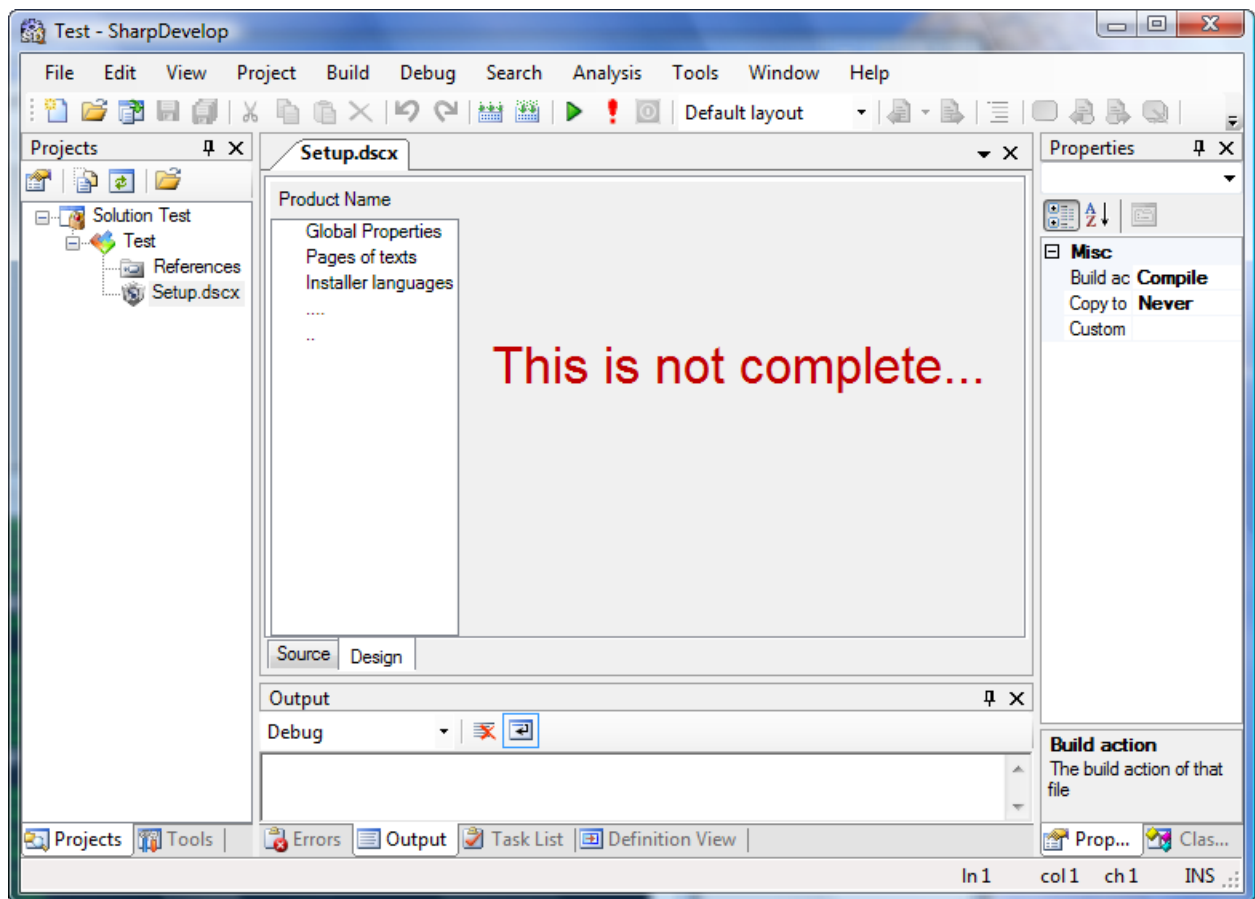 Test - SharpDevelop
File Edit View Project Build Debug Search Analysis Tools Window Help
Default layout
Projects
Solution Test
Test
References
Setup.dscx
Setup.dscx
Product Name
Global Properties
Pages of texts
Installer languages
....
..
This is not complete...
Source Design
Output
Debug
Properties
Misc
Build ac Compile
Copy to Never
Custom
Build action
The build action of that
file
Projects Tools
Errors Output Task List Definition View
Prop... Clas...
ln 1 col 1 ch 1 INS